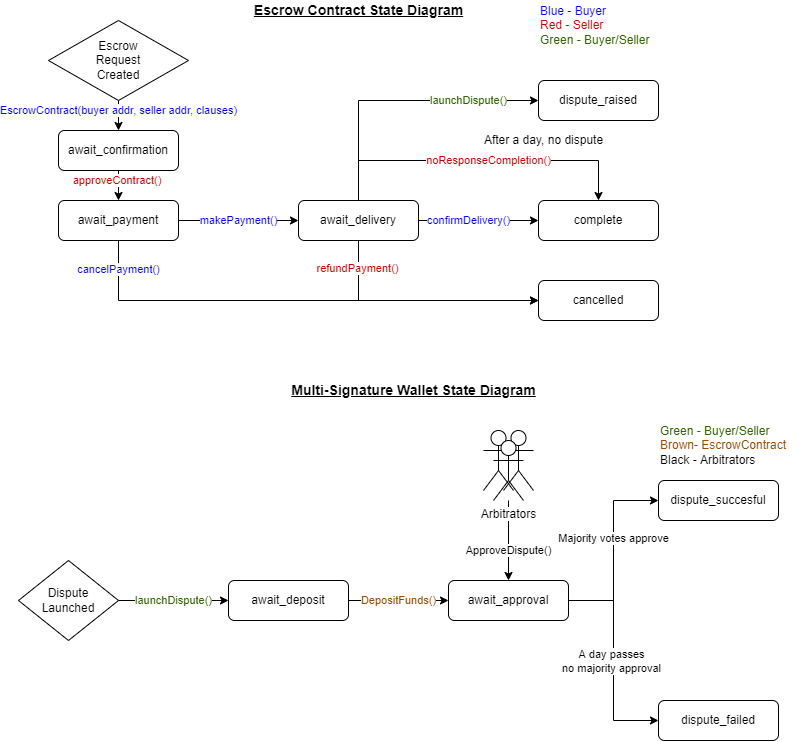 Escrow Contract State Diagram
Blue - Buyer
Red - Seller
Green - Buyer/Seller
Escrow
Request
Created
EscrowContract(buyer addr, seller addr, clauses)
await_confirmation
approveContract()
launchDispute()
dispute_raised
After a day, no dispute
noResponseCompletion()
await_payment
makePayment()
await_delivery
confirmDelivery()
complete
cancelPayment()
refundPayment()
cancelled
Multi-Signature Wallet State Diagram
Green - Buyer/Seller
Brown- EscrowContract
Black - Arbitrators
Arbitrators
dispute_succesful
Majority votes approve
ApproveDispute()
Dispute
Launched
launchDispute()
await_deposit
DepositFunds()
await_approval
A day passes
no majority approval
dispute_failed